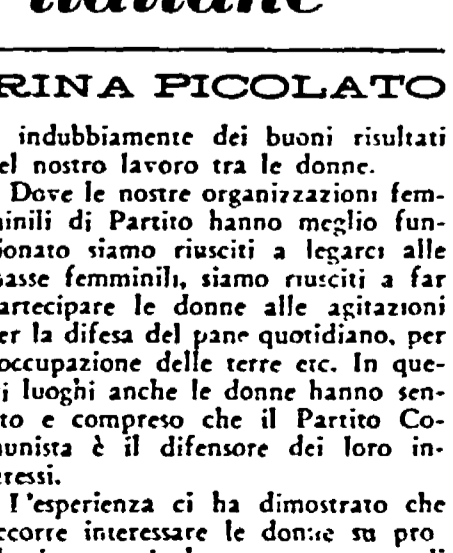 italiane
RINA PICOLATO
indubbiamente dei buoni risultati
el nostro lavoro tra le donne.
Dove le nostre organizzazioni fem-
inili di Partito hanno meglio fun-
ionato siamo riusciti a legarci alle
asse femminili, siamo riusciti a far
artecipare le donne alle agitazioni
er la difesa del pane quotidiano, per
occupazione delle terre etc. In que-
i luoghi anche le donne hanno sen-
to e compreso che il Partito Co-
unista è il difensore dei loro in-
ressi.
L'esperienza ci ha dimostrato che
ccorre interessare le donne su pro